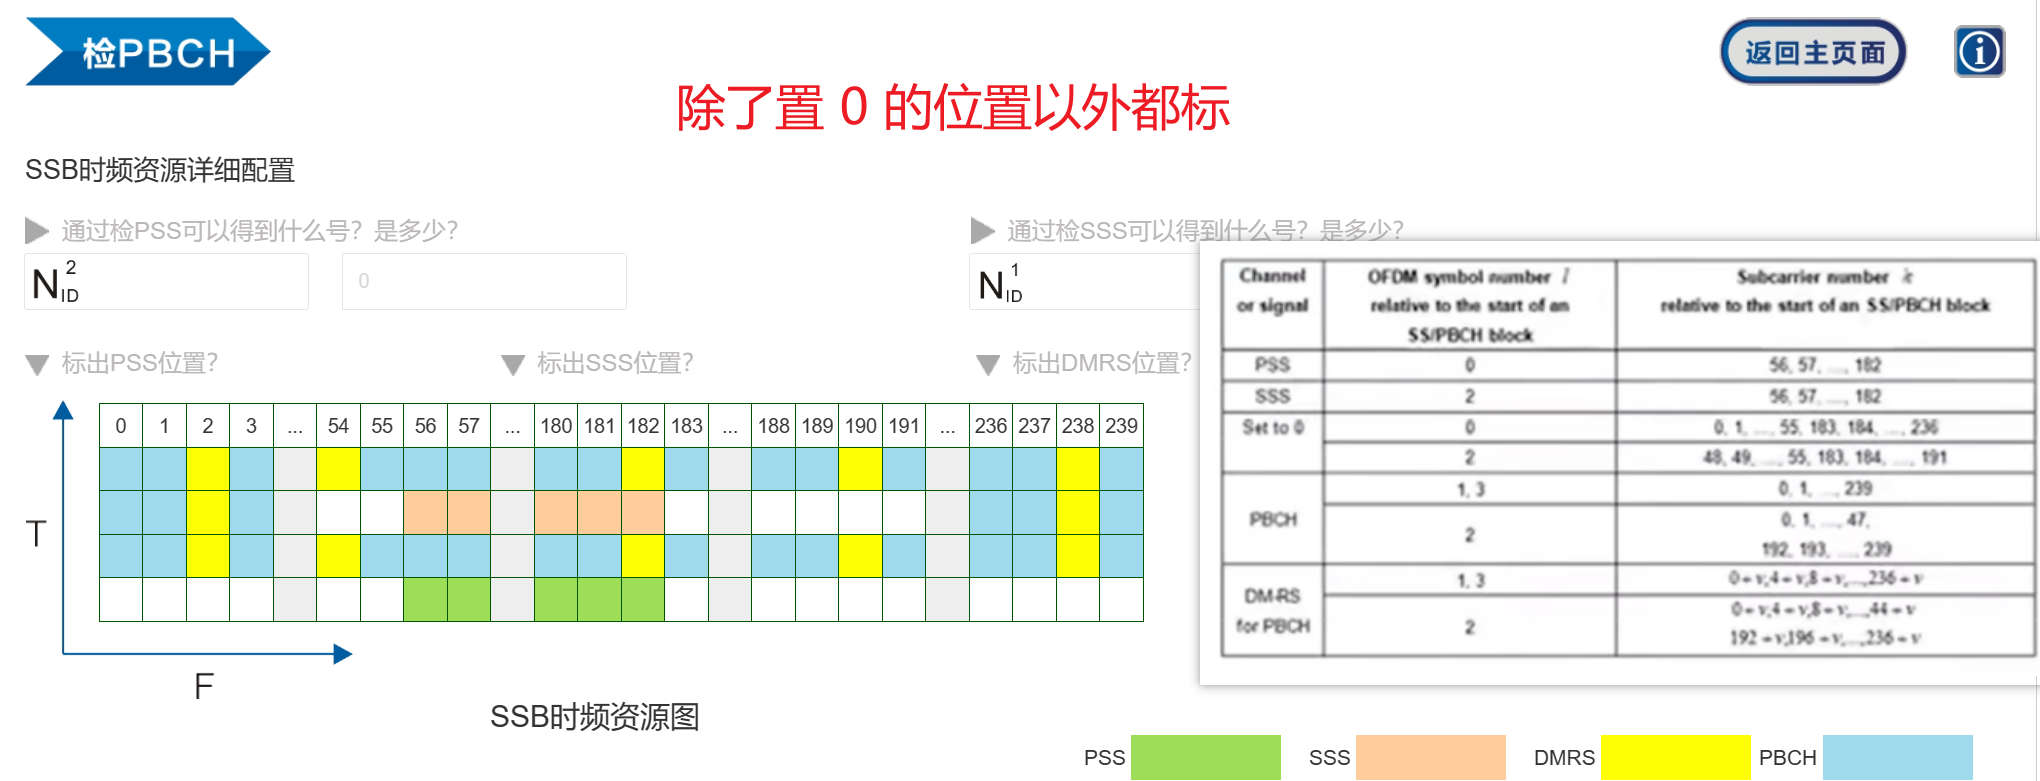 检PBCH
返回主页面
除了置 0 的位置以外都标
SSB时频资源详细配置
通过检PSS可以得到什么号? 是多少?
通过检SSS可以得到什么号? 是多少?
N 2 ID
0
N 1 ID
标出PSS位置?
标出SSS位置?
标出DMRS位置?
0 1 2 3 ... 54 55 56 57 ... 180 181 182 183 ... 188 189 190 191 ... 236 237 238 239
T
F
SSB时频资源图
Channel or signal
OFDM symbol number l relative to the start of an SS/PBCH block
Subcarrier number k relative to the start of an SS/PBCH block
PSS 0 56, 57, ..., 182
SSS 2 56, 57, ..., 182
Set to 0 0 0, 1, ..., 55, 183, 184, ..., 236
2 48, 49, ..., 55, 183, 184, ..., 191
PBCH 1, 3 0, 1, ..., 239
2 0, 1, ..., 47,
192, 193, ..., 239
DM-RS for PBCH 1, 3 0+v,4+v,8+v,...,236+v
2 0+v,4+v,8+v,...,44+v
192+v,196+v,...,236+v
PSS SSS DMRS PBCH